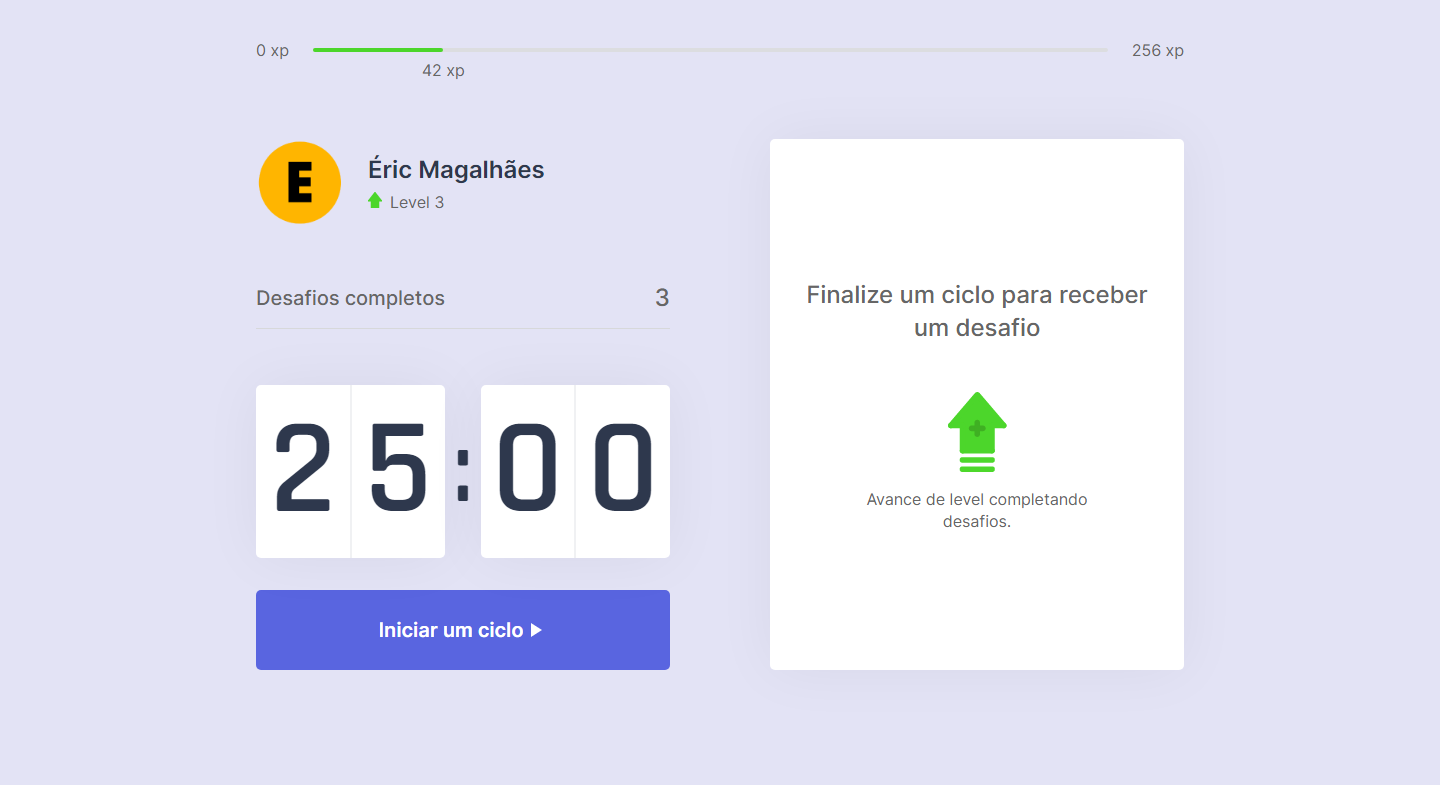 0 xp
256 xp
42 xp
E
Éric Magalhães
Level 3
Desafios completos
3
25:00
Iniciar um ciclo
Finalize um ciclo para receber
um desafio
Avance de level completando
desafios.